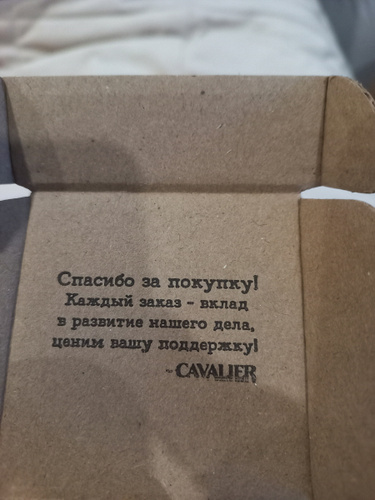 Спасибо за покупку!
Каждый заказ - вклад
в развитие нашего дела,
ценим вашу поддержку!
~ CAVALIER